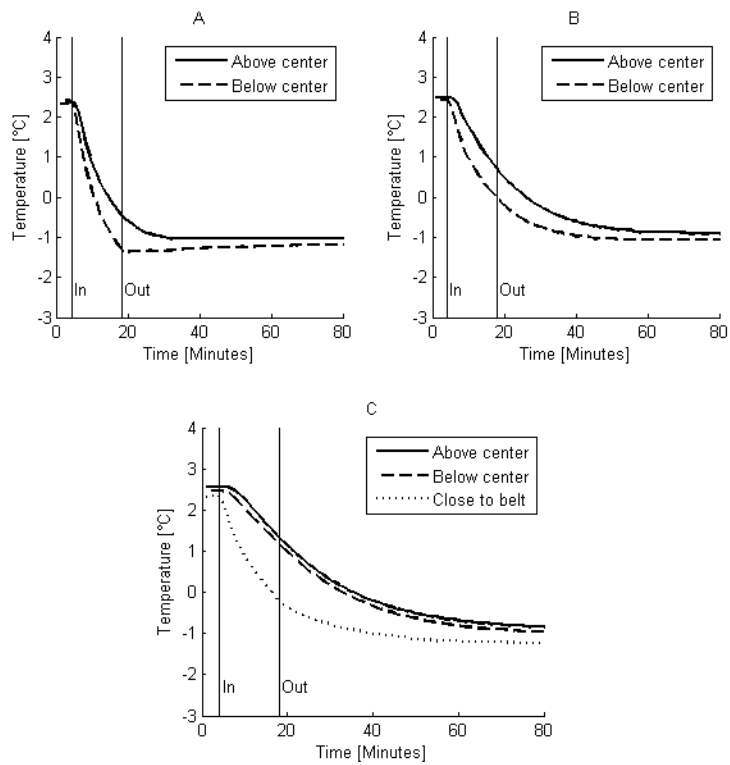 A
Above center
Below center
Temperature [°C]
4
3
2
1
0
-1
-2
-3
In
Out
0 20 40 60 80
Time [Minutes]
B
Above center
Below center
Temperature [°C]
4
3
2
1
0
-1
-2
-3
In
Out
0 20 40 60 80
Time [Minutes]
C
Above center
Below center
Close to belt
Temperature [°C]
4
3
2
1
0
-1
-2
-3
In
Out
0 20 40 60 80
Time [Minutes]